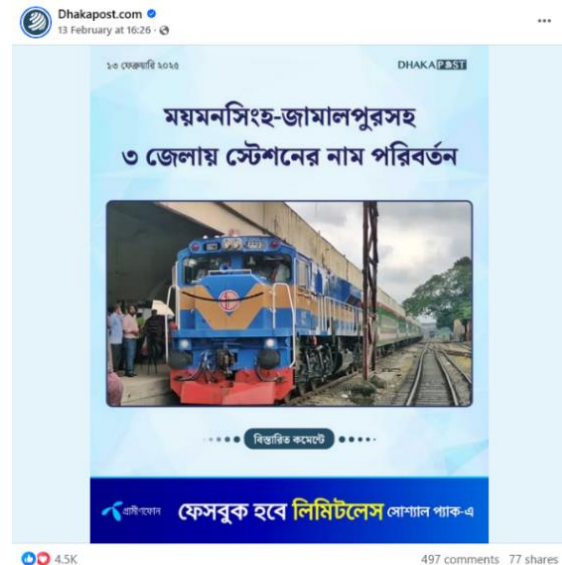 Dhakapost.com
13 February at 16:26
১৩ ফেব্রুয়ারি ২০২৫
DHAKA POST
ময়মনসিংহ-জামালপুরসহ
৩ জেলায় স্টেশনের নাম পরিবর্তন
বিস্তারিত কমেন্টে
গ্রামীণফোন ফেসবুক হবে লিমিটলেস সোশ্যাল প্যাক-এ
4.5K 497 comments 77 shares